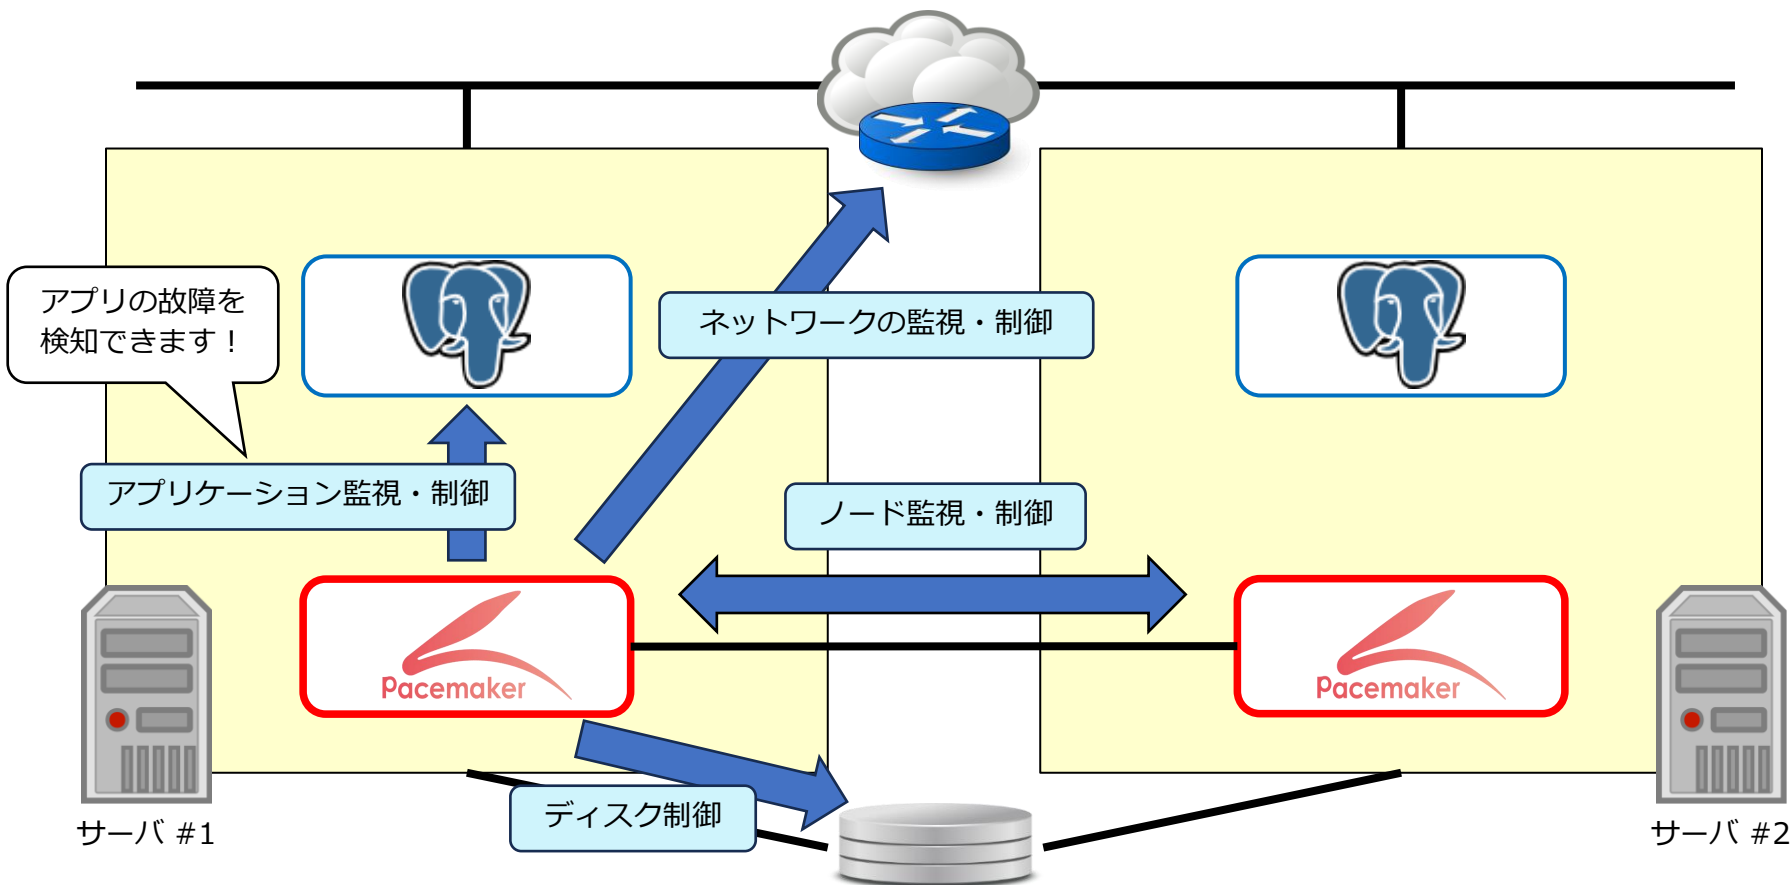 アプリの故障を
検知できます！
ネットワークの監視・制御
アプリケーション監視・制御
ノード監視・制御
Pacemaker
Pacemaker
ディスク制御
サーバ #1
サーバ #2